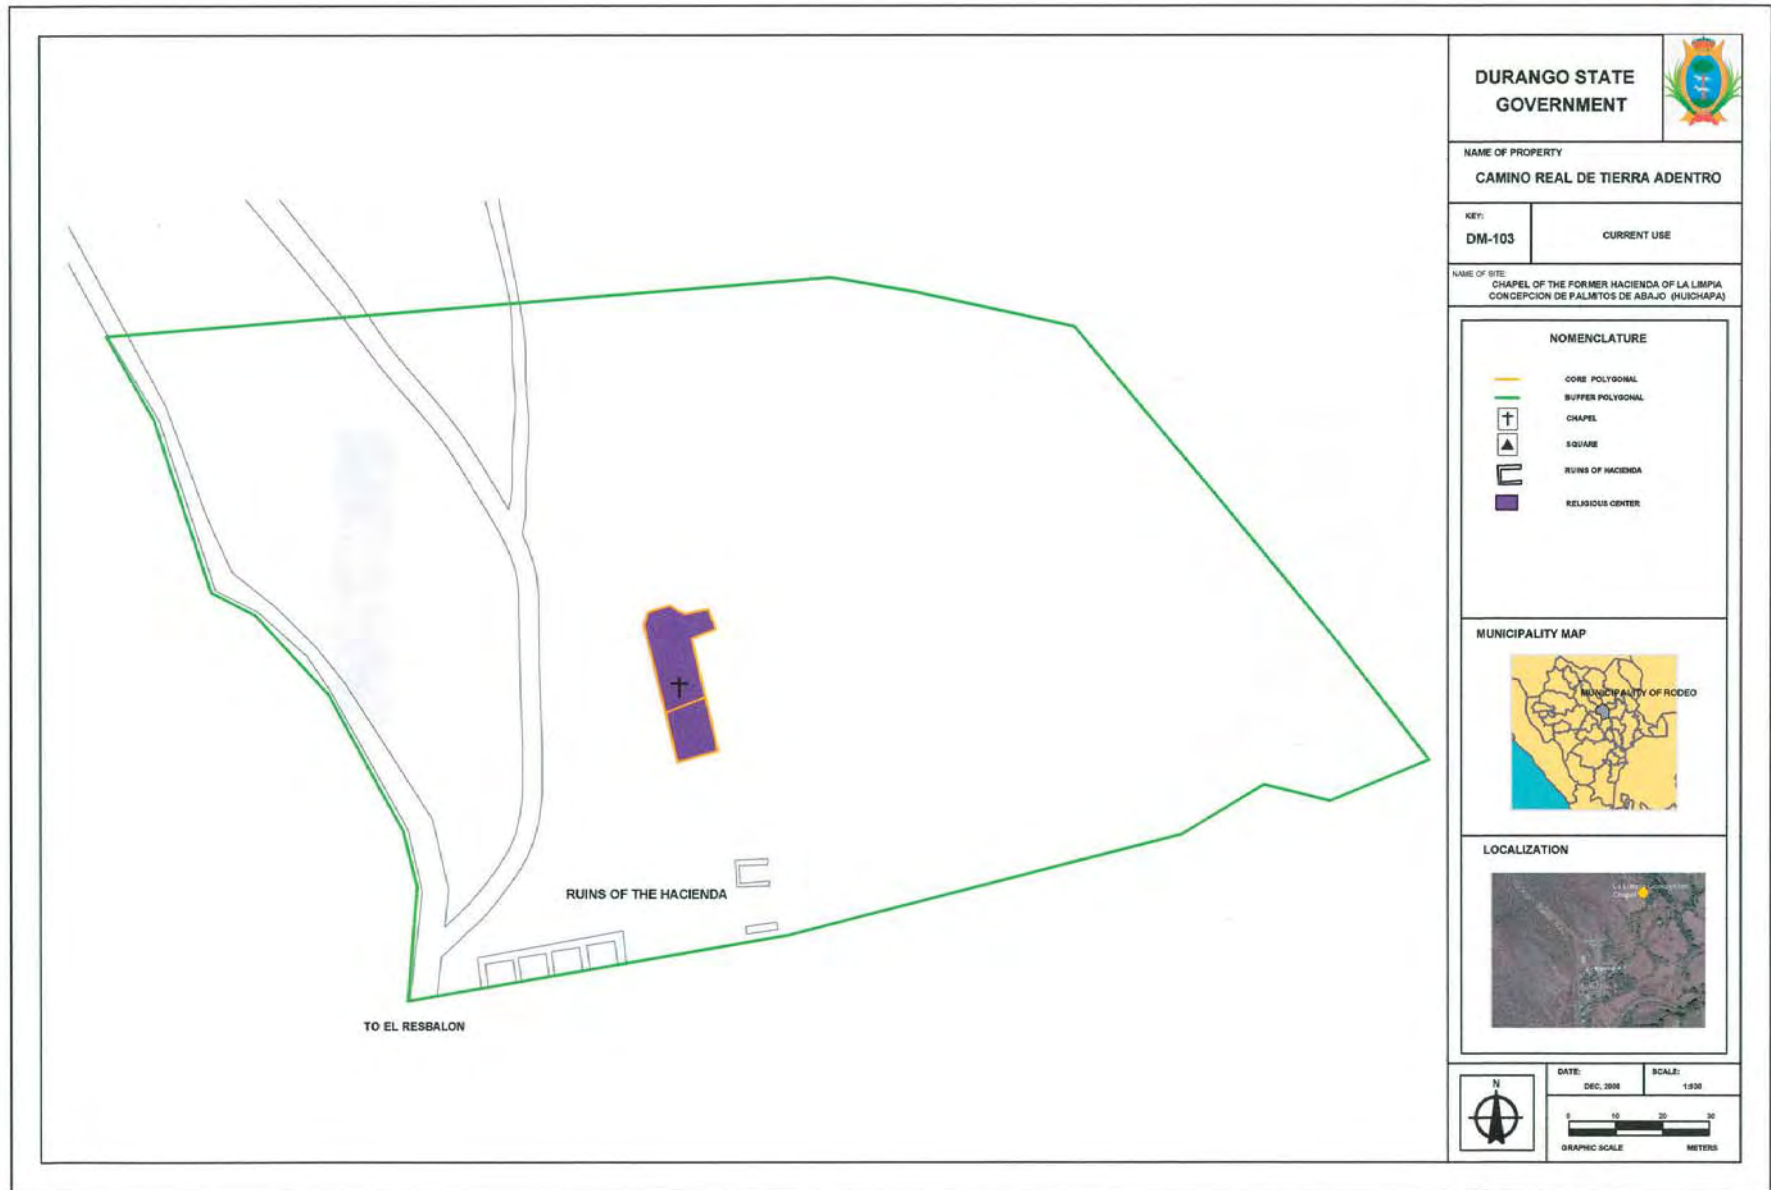 DURANGO STATE
GOVERNMENT
NAME OF PROPERTY
CAMINO REAL DE TIERRA ADENTRO
KEY:
DM-103
CURRENT USE
NAME OF SITE:
CHAPEL OF THE FORMER HACIENDA OF LA LIMPIA
CONCEPCION DE PALMITOS DE ABAJO (HUICHAPA)
NOMENCLATURE
CORE POLYGONAL
BUFFER POLYGONAL
CHAPEL
SQUARE
RUINS OF HACIENDA
RELIGIOUS CENTER
MUNICIPALITY MAP
MUNICIPALITY OF RODEO
LOCALIZATION
Chapel
RUINS OF THE HACIENDA
TO EL RESBALON
N
DATE:
DEC,
SCALE:
0 10 20 30
GRAPHIC SCALE METERS